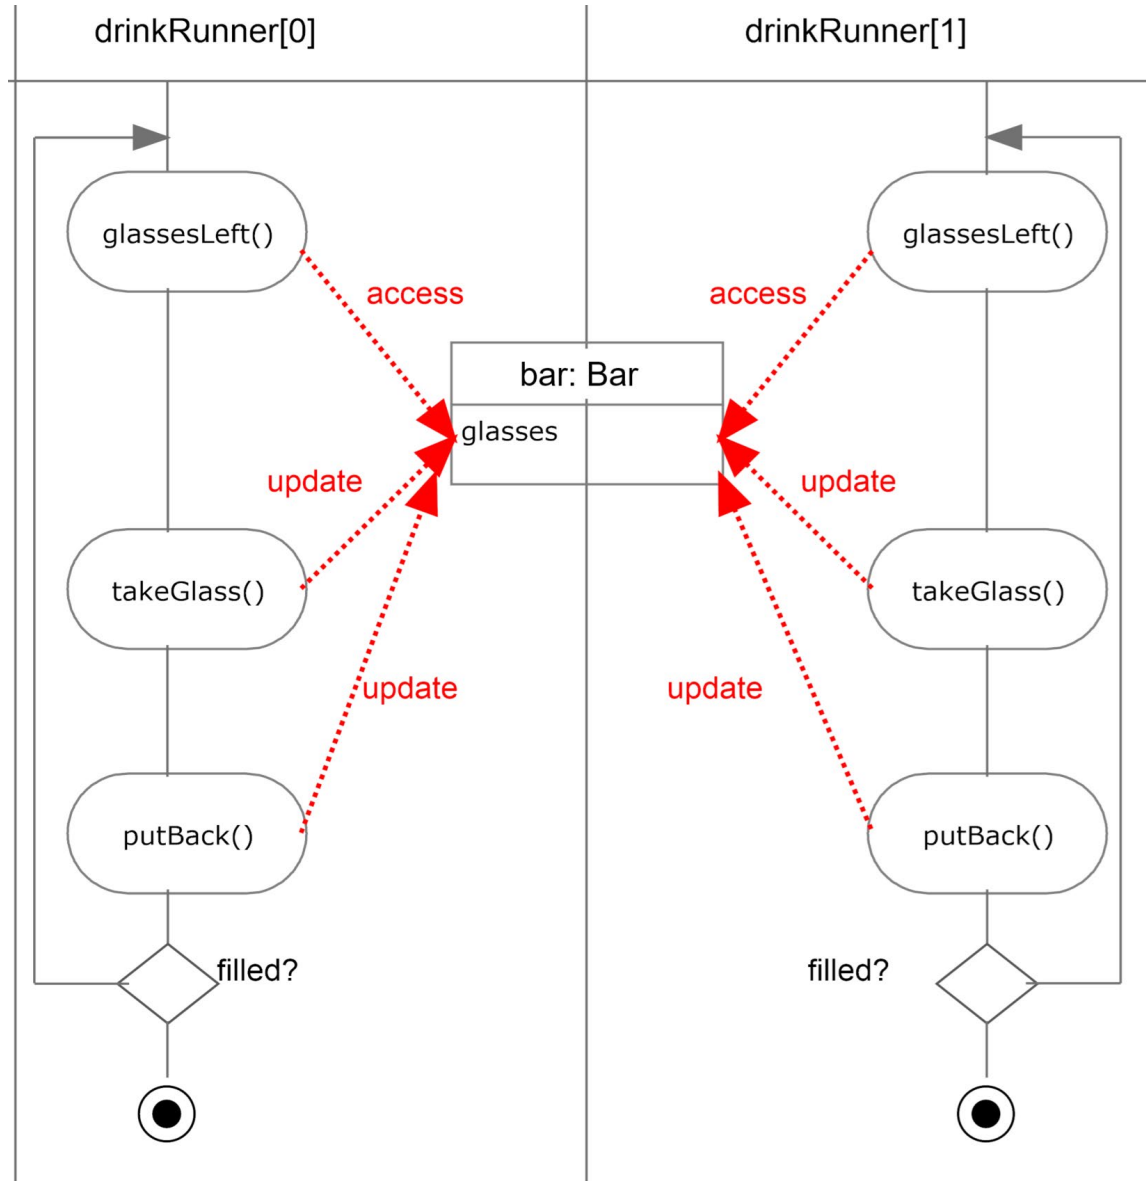 drinkRunner[0]
drinkRunner[1]
glassesLeft()
glassesLeft()
access
access
bar: Bar
glasses
update
update
takeGlass()
takeGlass()
update
update
putBack()
putBack()
filled?
filled?